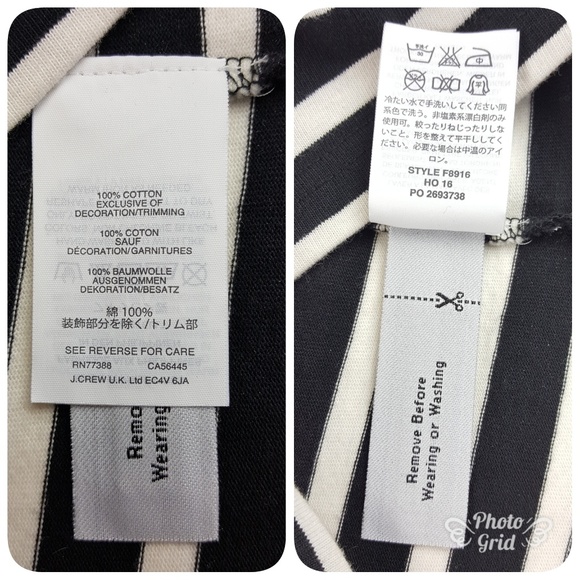 100% COTTON
EXCLUSIVE OF
DECORATION/TRIMMING
100% COTON
SAUF
DÉCORATION/GARNITURES
100% BAUMWOLLE
AUSGENOMMEN
DEKORATION/BESATZ
綿 100%
装飾部分を除く/トリム部
SEE REVERSE FOR CARE
RN77388 CA56445
J.CREW U.K. Ltd EC4V 6JA
Remo
Wearing
冷たい水で手洗いしてください同
系色で洗う。非塩素系漂白剤のみ
使用可。絞ったりねじったりしな
いこと。形を整えて平干ししてく
ださい。必要な場合は中温のアイ
ロン。
STYLE F8916
HO 16
PO 2693738
Remove Before
Wearing or Washing
Photo
Grid